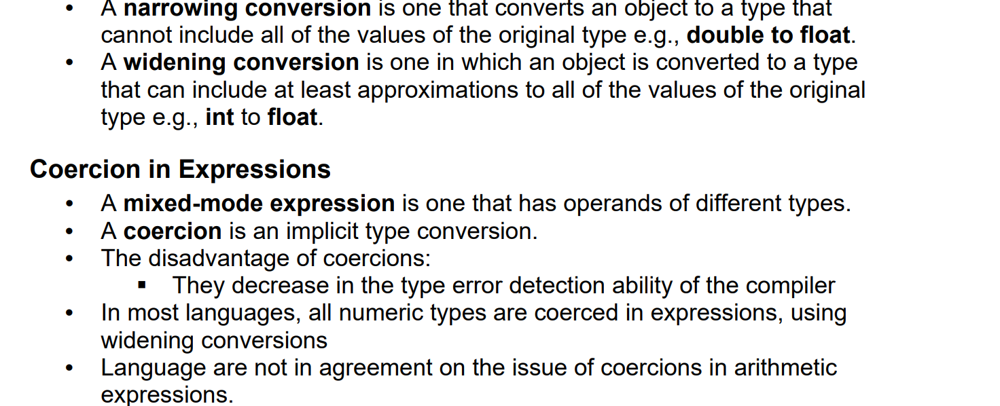 • A narrowing conversion is one that converts an object to a type that
cannot include all of the values of the original type e.g., double to float.
• A widening conversion is one in which an object is converted to a type
that can include at least approximations to all of the values of the original
type e.g., int to float.
Coercion in Expressions
• A mixed-mode expression is one that has operands of different types.
• A coercion is an implicit type conversion.
• The disadvantage of coercions:
▪ They decrease in the type error detection ability of the compiler
• In most languages, all numeric types are coerced in expressions, using
widening conversions
• Language are not in agreement on the issue of coercions in arithmetic
expressions.